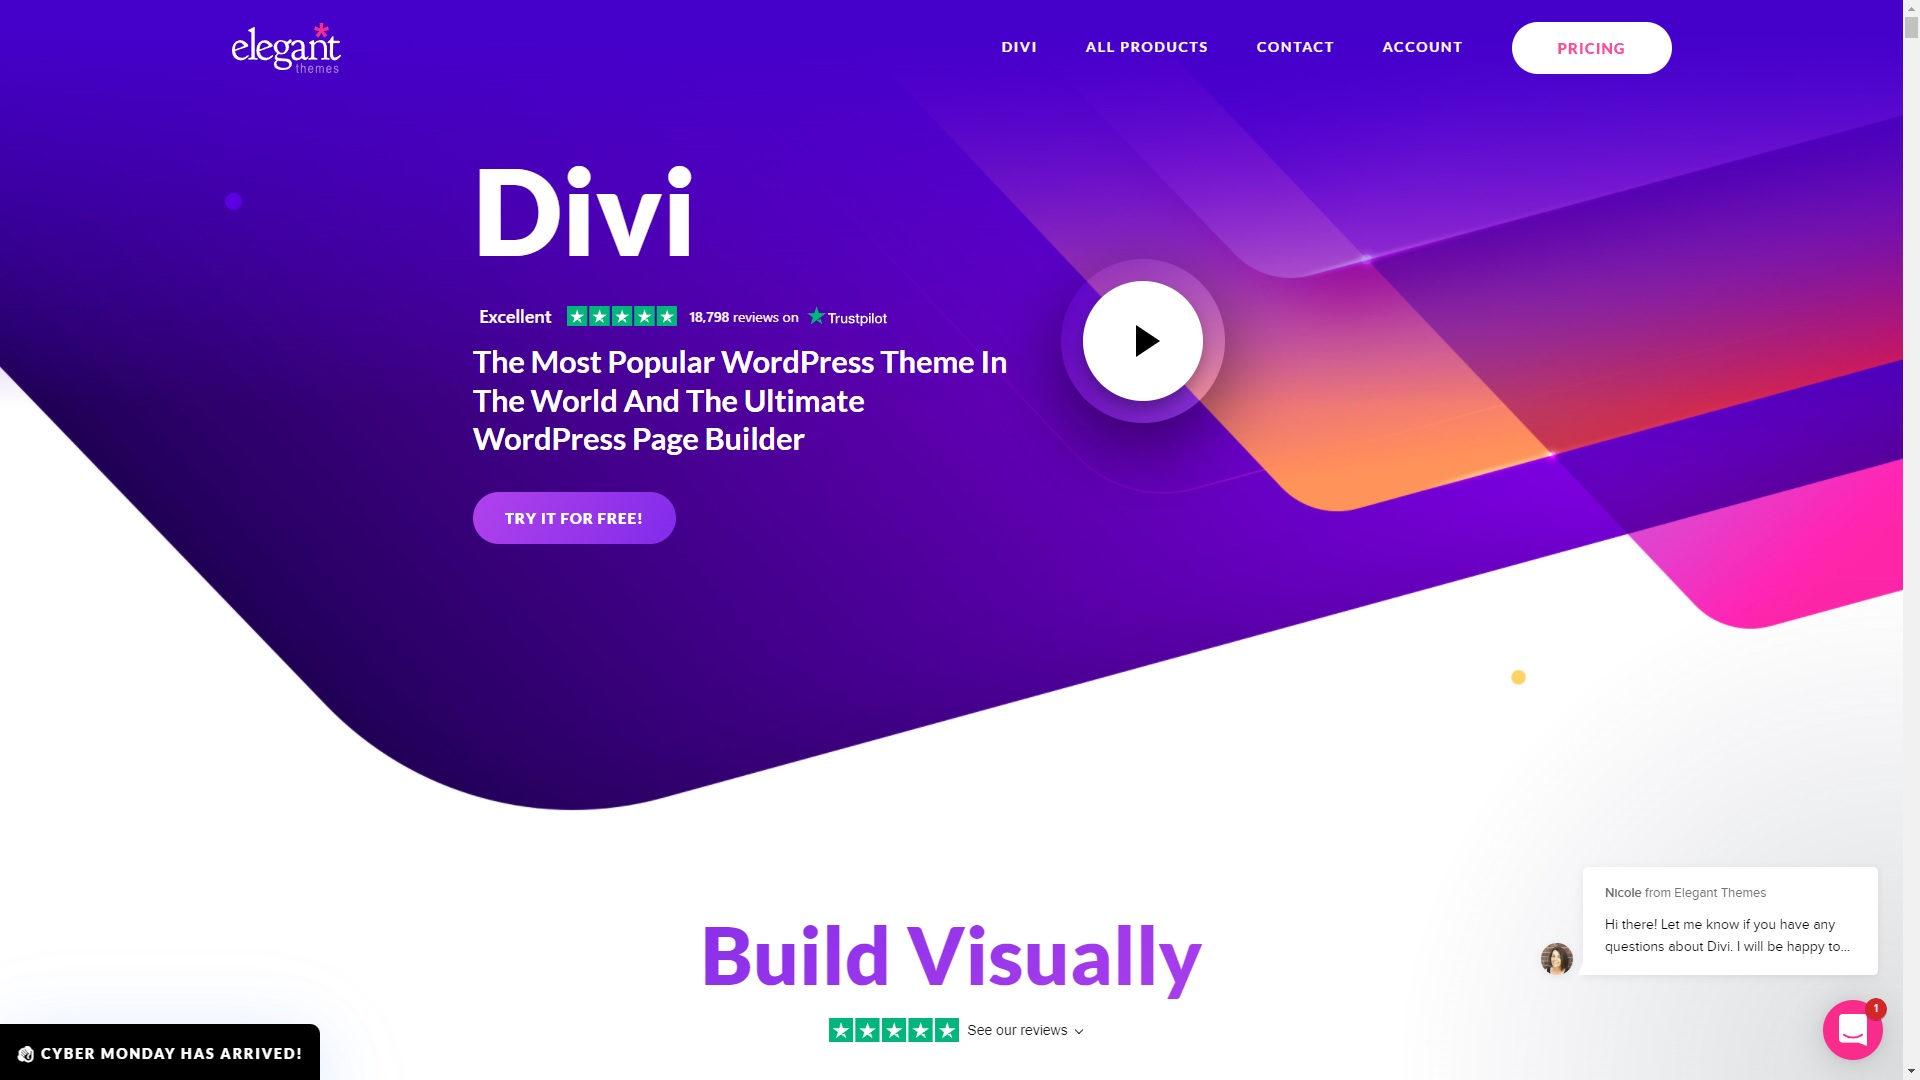 elegant
themes
DIVI
ALL PRODUCTS
CONTACT
ACCOUNT
PRICING
Divi
Excellent
18,798 reviews on
Trustpilot
The Most Popular WordPress Theme In
The World And The Ultimate
WordPress Page Builder
TRY IT FOR FREE!
Nicole from Elegant Themes
Hi there! Let me know if you have any
questions about Divi. I will be happy to...
Build Visually
See our reviews
1
CYBER MONDAY HAS ARRIVED!